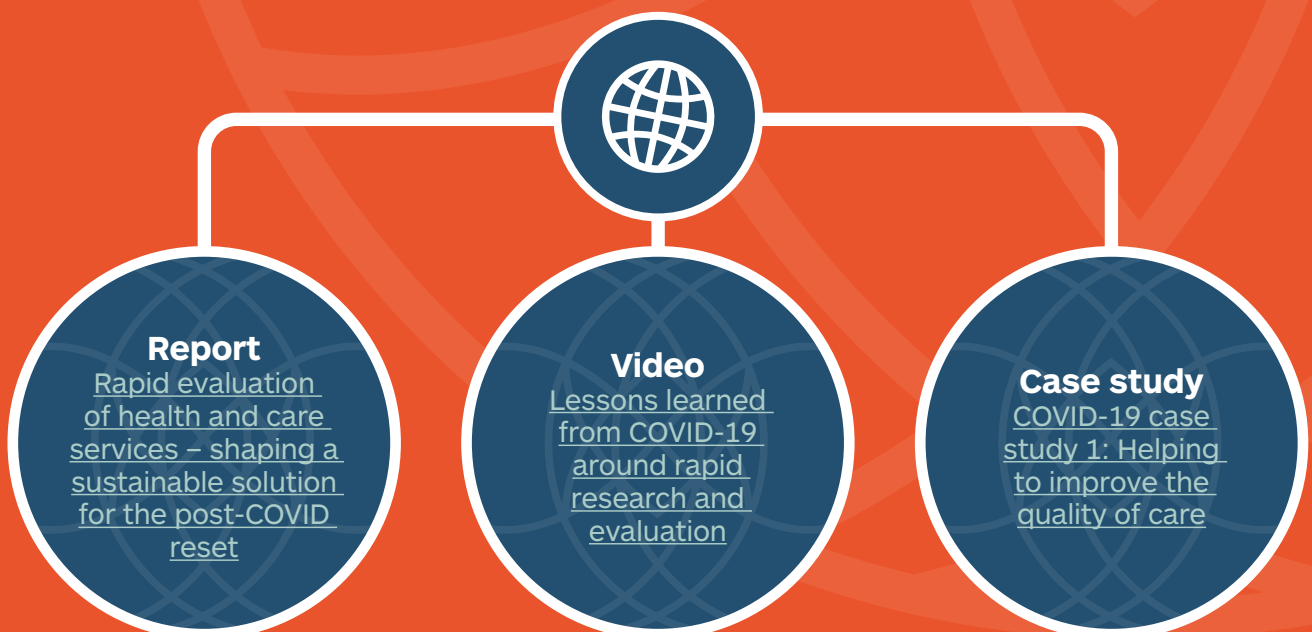 Report
Rapid evaluation
of health and care
services – shaping a
sustainable solution
for the post-COVID
reset
Video
Lessons learned
from COVID-19
around rapid
research and
evaluation
Case study
COVID-19 case
study 1: Helping
to improve the
quality of care